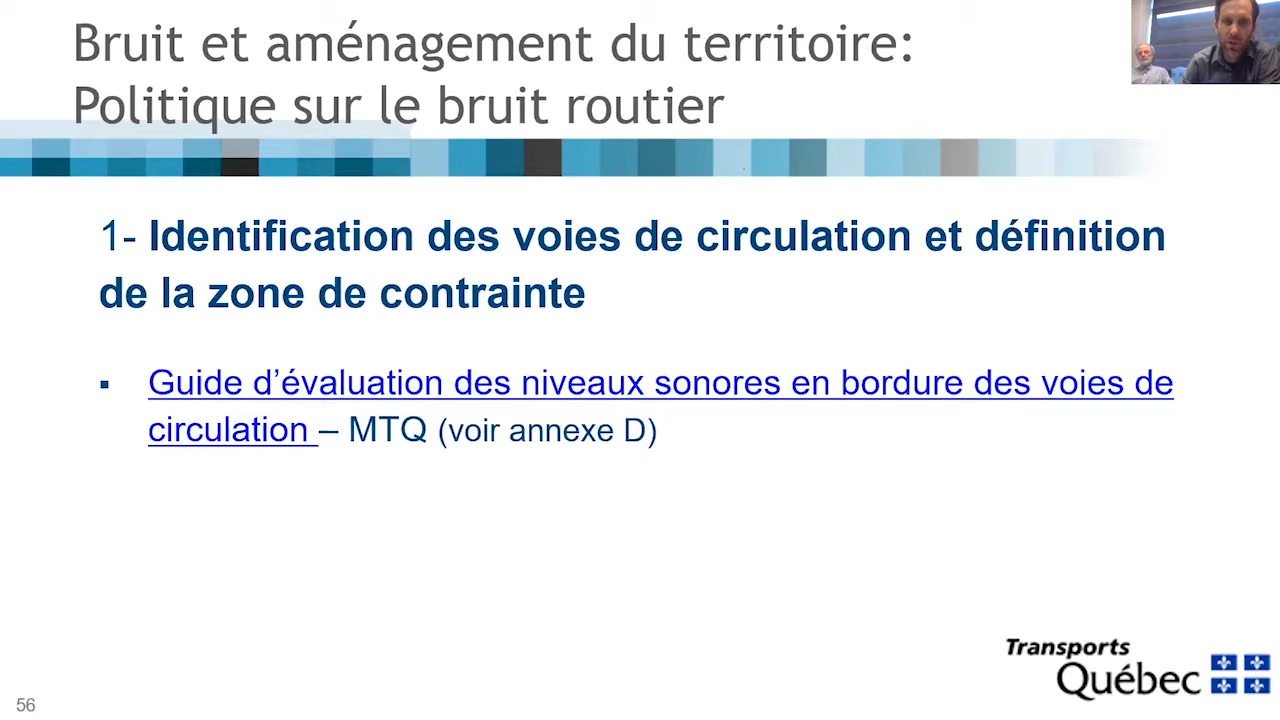 Bruit et aménagement du territoire:
Politique sur le bruit routier
1- Identification des voies de circulation et définition
de la zone de contrainte
▪ Guide d’évaluation des niveaux sonores en bordure des voies de
circulation – MTQ (voir annexe D)
Transports
Québec
56